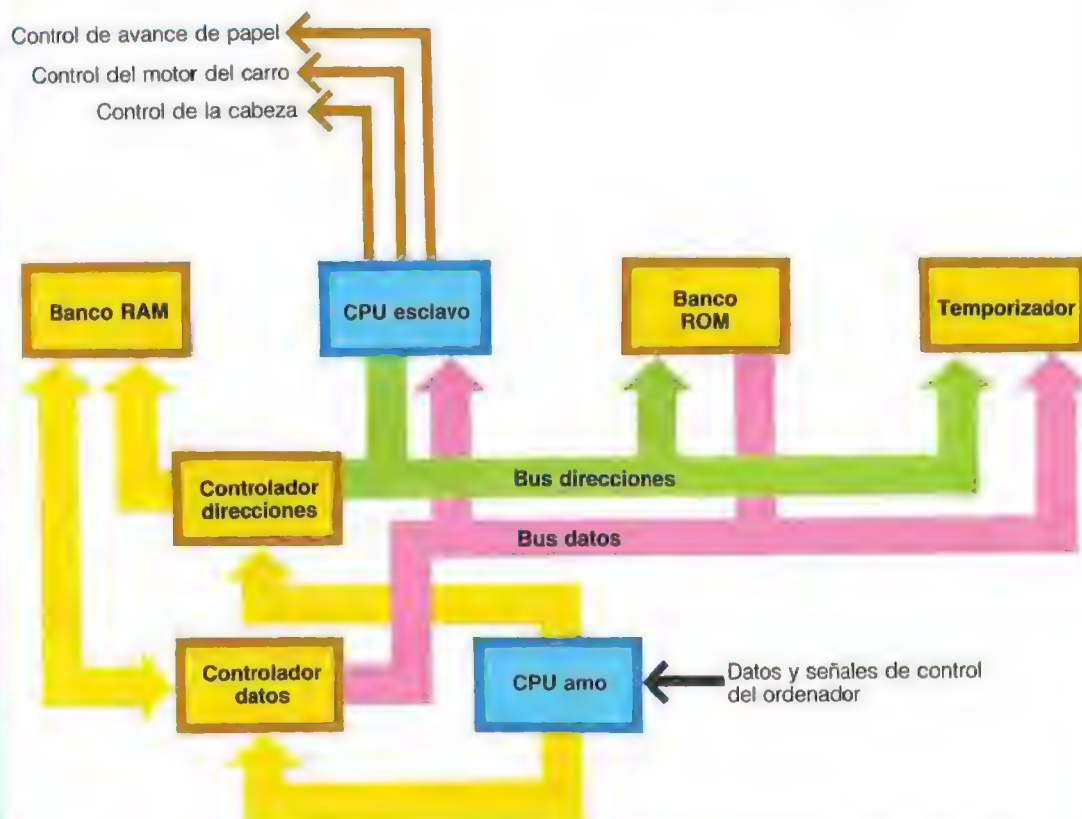 Control de avance de papel
Control del motor del carro
Control de la cabeza
Banco RAM
CPU esclavo
Banco
ROM
Temporizador
Controlador
direcciones
Bus direcciones
Bus datos
Controlador
datos
CPU amo
Datos y señales de control
del ordenador